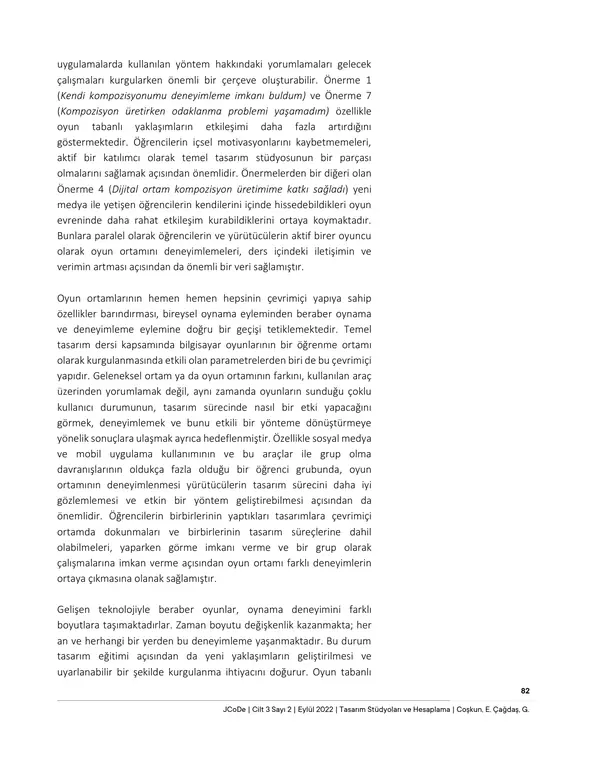 uygulamalarda kullanılan yöntem hakkındaki yorumlamaları gelecek
çalışmaları kurgularken önemli bir çerçeve oluşturabilir. Önerme 1
(Kendi kompozisyonumu deneyimleme imkanı buldum) ve Önerme 7
(Kompozisyon üretirken odaklanma problemi yaşamadım) özellikle
oyun tabanlı yaklaşımların etkileşimi daha fazla artırdığını
göstermektedir. Öğrencilerin içsel motivasyonlarını kaybetmemeleri,
aktif bir katılımcı olarak temel tasarım stüdyosunun bir parçası
olmalarını sağlamak açısından önemlidir. Önermelerden bir diğeri olan
Önerme 4 (Dijital ortam kompozisyon üretimime katkı sağladı) yeni
medya ile yetişen öğrencilerin kendilerini içinde hissedebildikleri oyun
evreninde daha rahat etkileşim kurabildiklerini ortaya koymaktadır.
Bunlara paralel olarak öğrencilerin ve yürütücülerin aktif birer oyuncu
olarak oyun ortamını deneyimlemeleri, ders içindeki iletişimin ve
verimin artması açısından da önemli bir veri sağlamıştır.
Oyun ortamlarının hemen hemen hepsinin çevrimiçi yapıya sahip
özellikler barındırması, bireysel oynama eyleminden beraber oynama
ve deneyimleme eylemine doğru bir geçişi tetiklemektedir. Temel
tasarım dersi kapsamında bilgisayar oyunlarının bir öğrenme ortamı
olarak kurgulanmasında etkili olan parametrelerden biri de bu çevrimiçi
yapıdır. Geleneksel ortam ya da oyun ortamının farkını, kullanılan araç
üzerinden yorumlamak değil, aynı zamanda oyunların sunduğu çoklu
kullanıcı durumunun, tasarım sürecinde nasıl bir etki yapacağını
görmek, deneyimlemek ve bunu etkili bir yönteme dönüştürmeye
yönelik sonuçlara ulaşmak ayrıca hedeflenmiştir. Özellikle sosyal medya
ve mobil uygulama kullanımının ve bu araçlar ile grup olma
davranışlarının oldukça fazla olduğu bir öğrenci grubunda, oyun
ortamının deneyimlenmesi yürütücülerin tasarım sürecini daha iyi
gözlemlemesi ve etkin bir yöntem geliştirebilmesi açısından da
önemlidir. Öğrencilerin birbirlerinin yaptıkları tasarımlara çevrimiçi
ortamda dokunmaları ve birbirlerinin tasarım süreçlerine dahil
olabilmeleri, yaparken görme imkanı verme ve bir grup olarak
çalışmalarına imkan verme açısından oyun ortamı farklı deneyimlerin
ortaya çıkmasına olanak sağlamıştır.
Gelişen teknolojiyle beraber oyunlar, oynama deneyimini farklı
boyutlara taşımaktadırlar. Zaman boyutu değişkenlik kazanmakta; her
an ve herhangi bir yerden bu deneyimleme yaşanmaktadır. Bu durum
tasarım eğitimi açısından da yeni yaklaşımların geliştirilmesi ve
uyarlanabilir bir şekilde kurgulanma ihtiyacını doğurur. Oyun tabanlı
82
JCoDe | Cilt 3 Sayı 2 | Eylül 2022 | Tasarım Stüdyoları ve Hesaplama | Coşkun, E. Çağdaş, G.